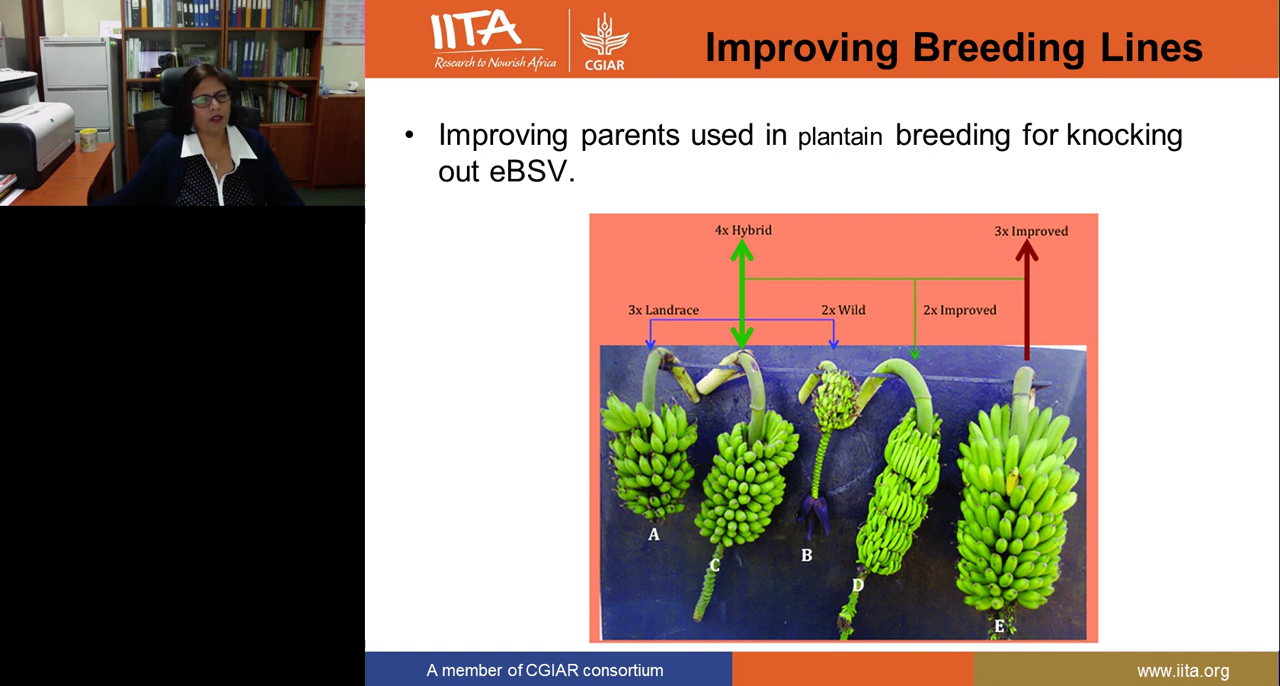 IITA
Research to Nourish Africa
CGIAR
Improving Breeding Lines
• Improving parents used in plantain breeding for knocking
out eBSV.
4x Hybrid
3x Improved
3x Landrace
2x Wild
2x Improved
A
C
B
D
E
A member of CGIAR consortium
www.iita.org